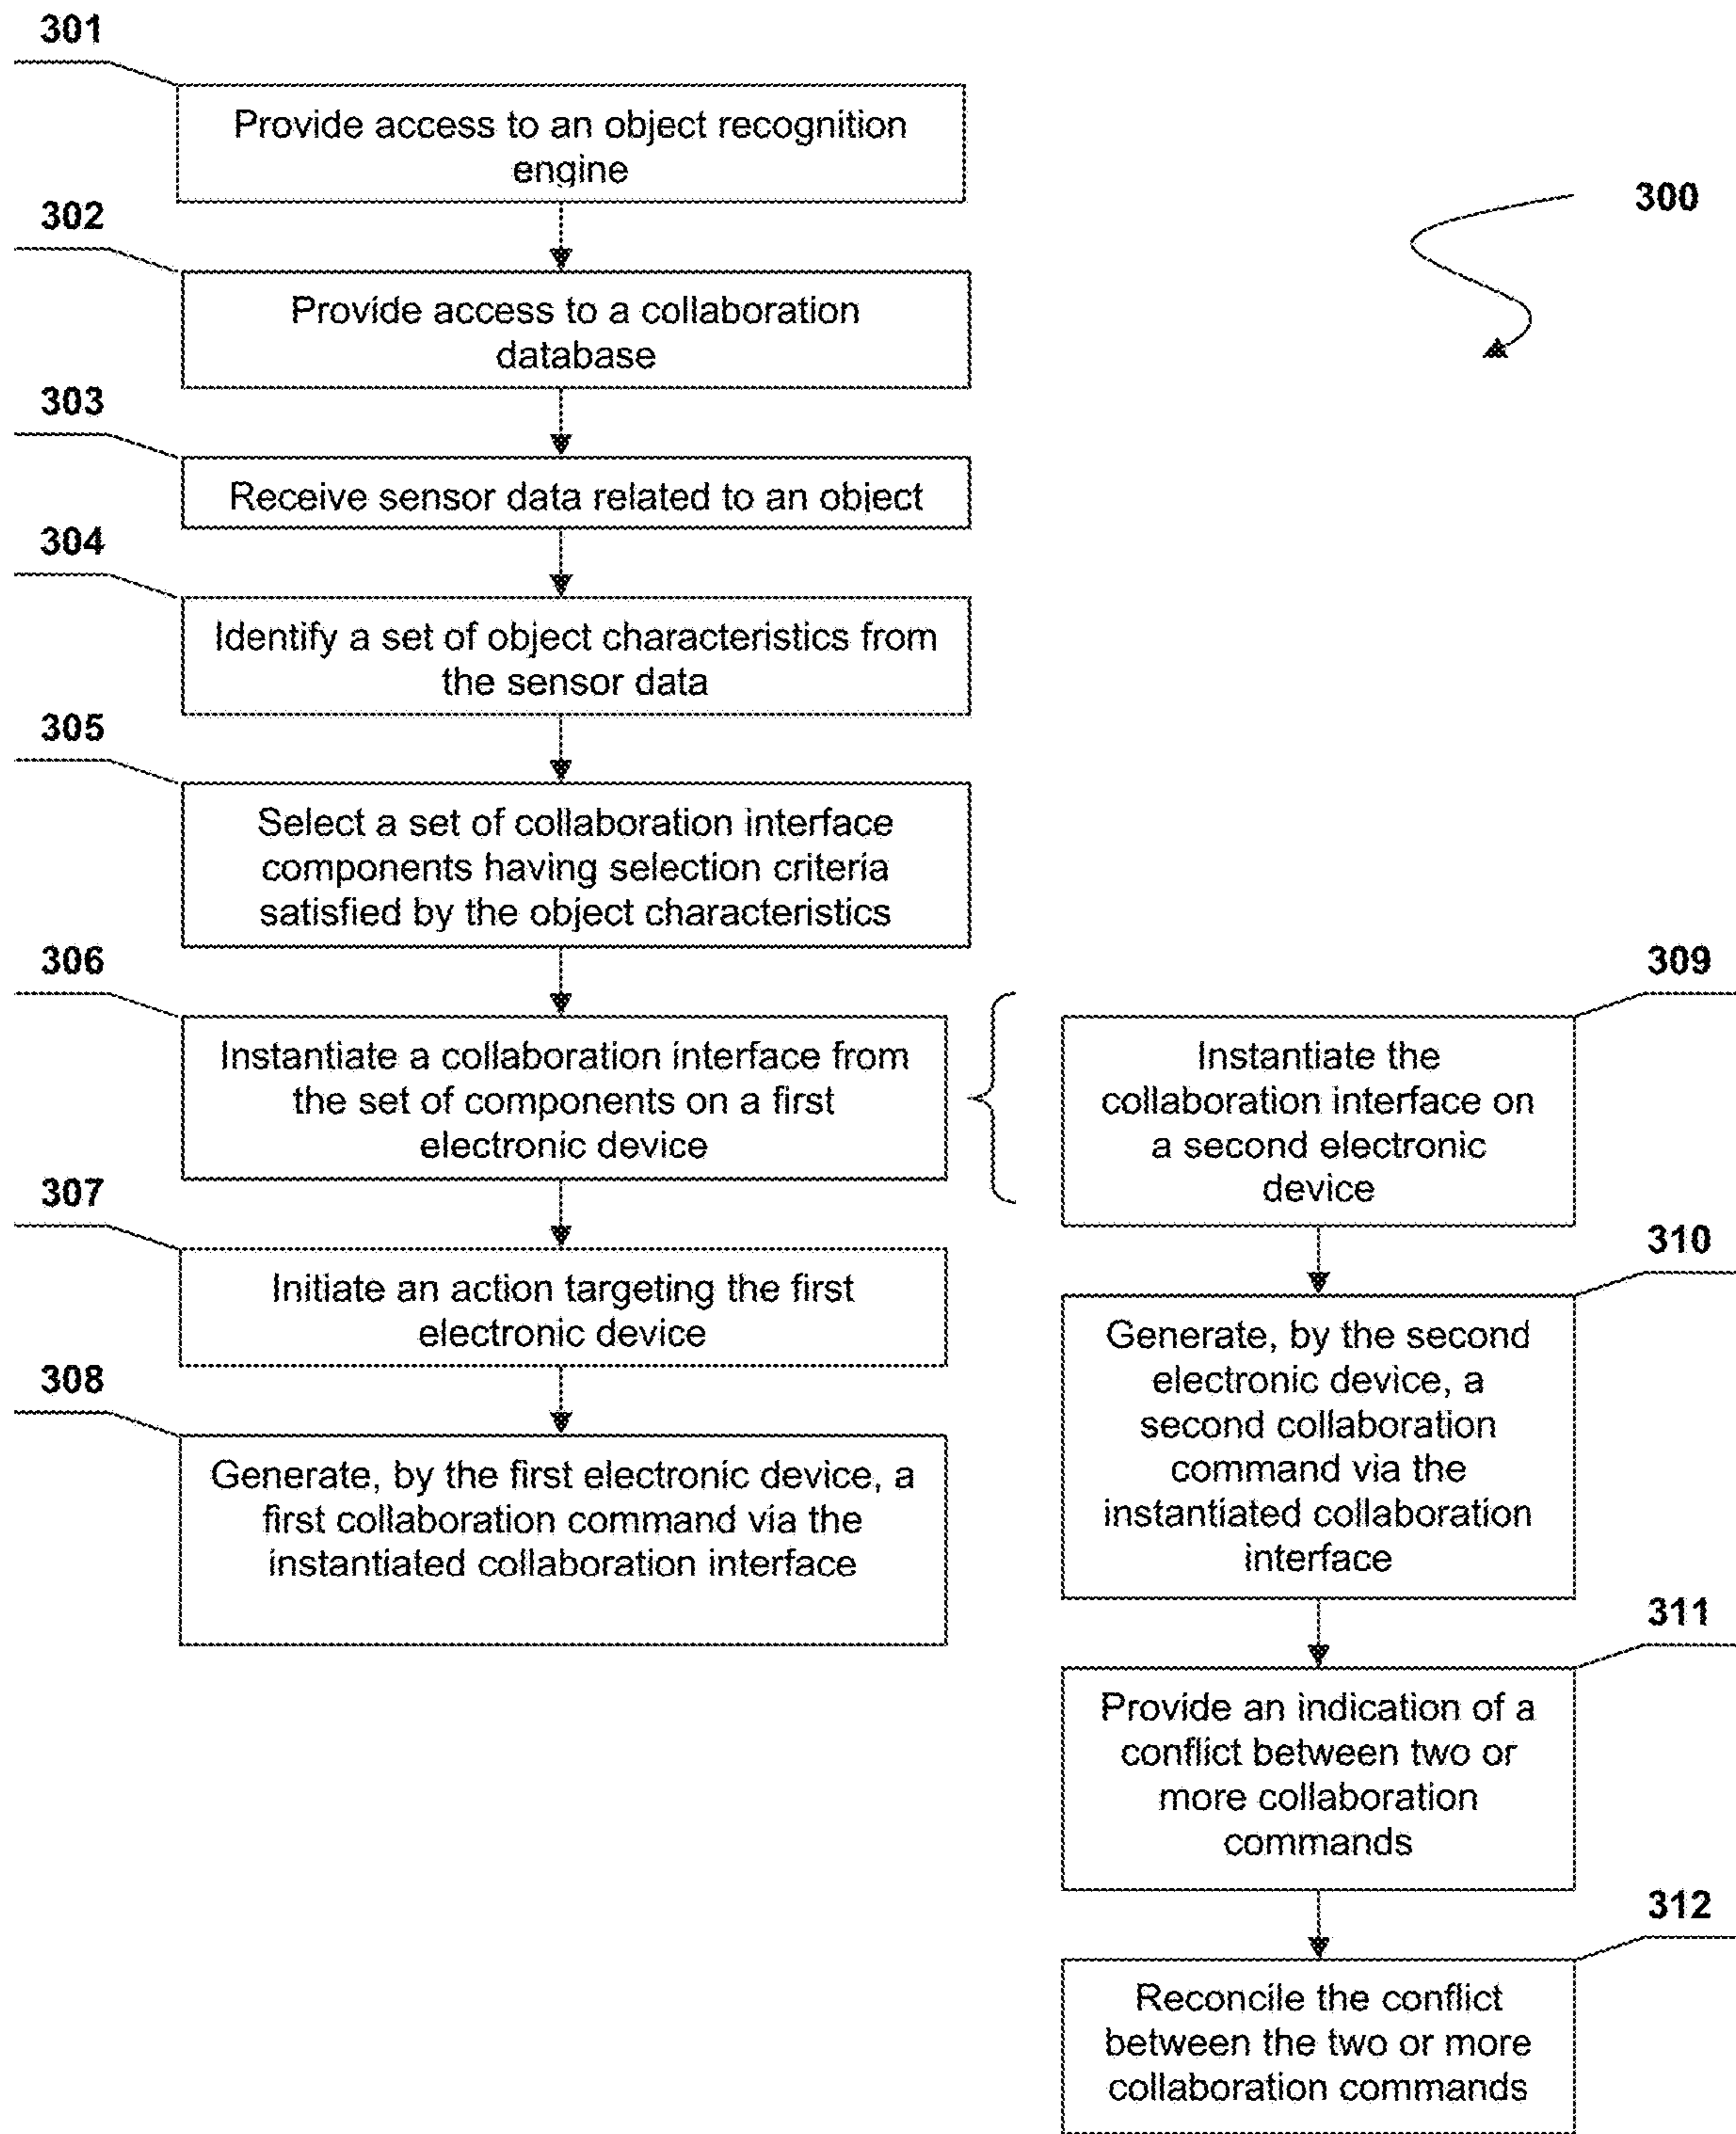 301
Provide access to an object recognition
engine
300
302
Provide access to a collaboration
database
303
Receive sensor data related to an object
304
Identify a set of object characteristics from
the sensor data
305
Select a set of collaboration interface
components having selection criteria
satisfied by the object characteristics
306
Instantiate a collaboration interface from
the set of components on a first
electronic device
307
Initiate an action targeting the first
electronic device
308
Generate, by the first electronic device, a
first collaboration command via the
instantiated collaboration interface
309
Instantiate the
collaboration interface on
a second electronic
device
310
Generate, by the second
electronic device, a
second collaboration
command via the
instantiated collaboration
interface
311
Provide an indication of a
conflict between two or
more collaboration
commands
312
Reconcile the conflict
between the two or more
collaboration commands